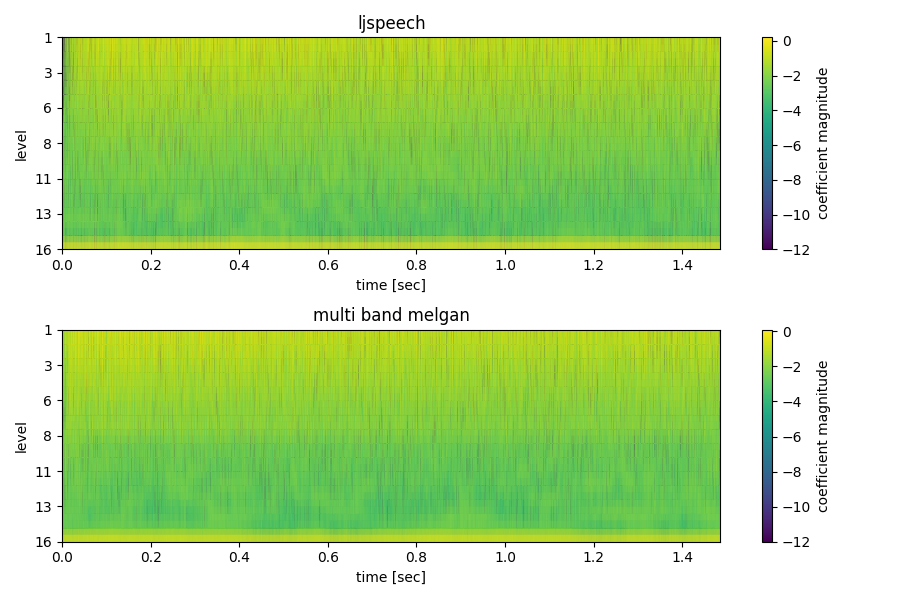 ljspeech
level
1
3
6
8
11
13
16
0.0 0.2 0.4 0.6 0.8 1.0 1.2 1.4
time [sec]
0
−2
−4
−6
−8
−10
−12
coefficient magnitude
multi band melgan
level
1
3
6
8
11
13
16
0.0 0.2 0.4 0.6 0.8 1.0 1.2 1.4
time [sec]
0
−2
−4
−6
−8
−10
−12
coefficient magnitude